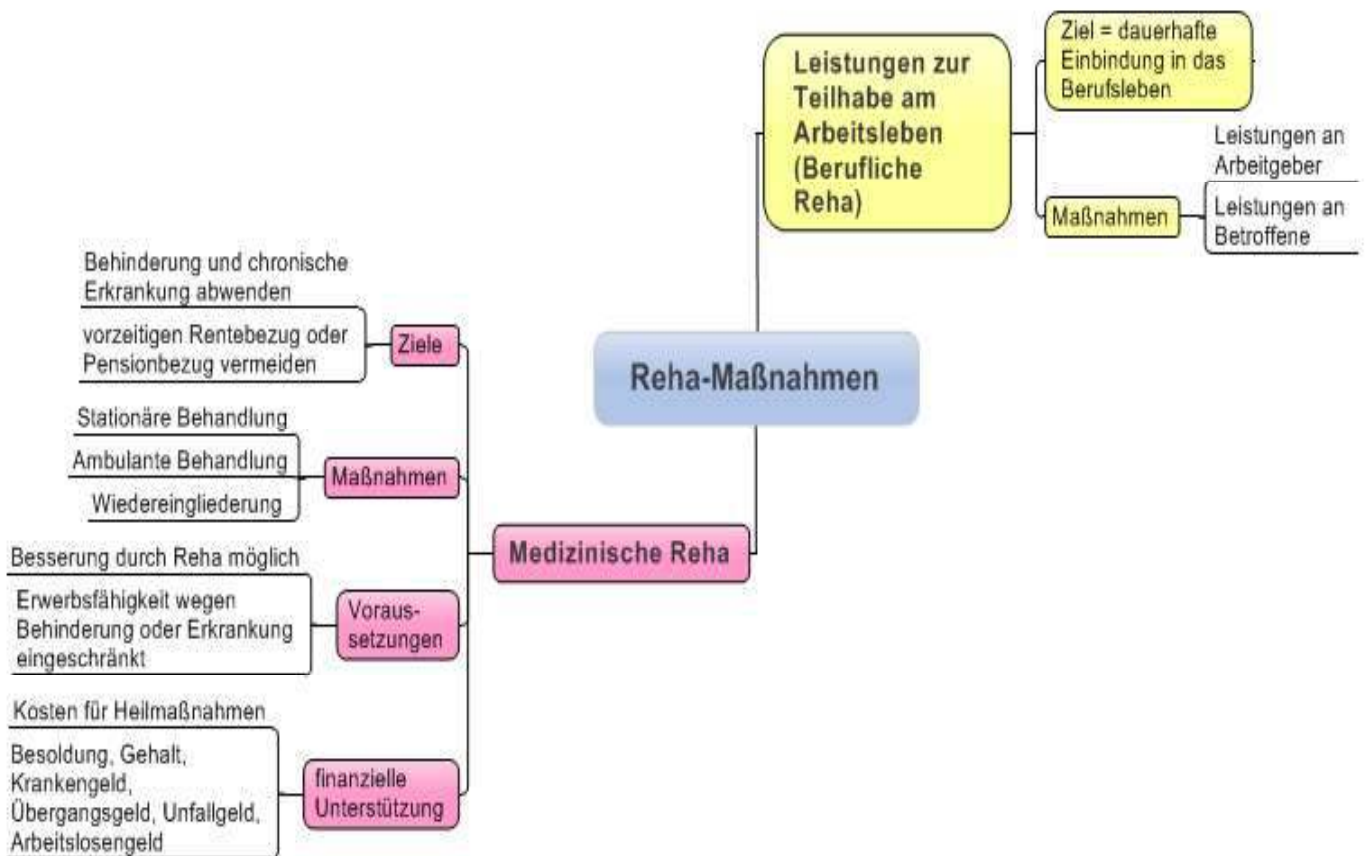 Reha-Maßnahmen
Leistungen zur
Teilhabe am
Arbeitsleben
(Berufliche
Reha)
Ziel = dauerhafte
Einbindung in das
Berufsleben
Maßnahmen
Leistungen an
Arbeitgeber
Leistungen an
Betroffene
Medizinische Reha
Ziele
Behinderung und chronische
Erkrankung abwenden
vorzeitigen Rentebezug oder
Pensionbezug vermeiden
Maßnahmen
Stationäre Behandlung
Ambulante Behandlung
Wiedereingliederung
Voraus-
setzungen
Besserung durch Reha möglich
Erwerbsfähigkeit wegen
Behinderung oder Erkrankung
eingeschränkt
finanzielle
Unterstützung
Kosten für Heilmaßnahmen
Besoldung, Gehalt,
Krankengeld,
Übergangsgeld, Unfallgeld,
Arbeitslosengeld